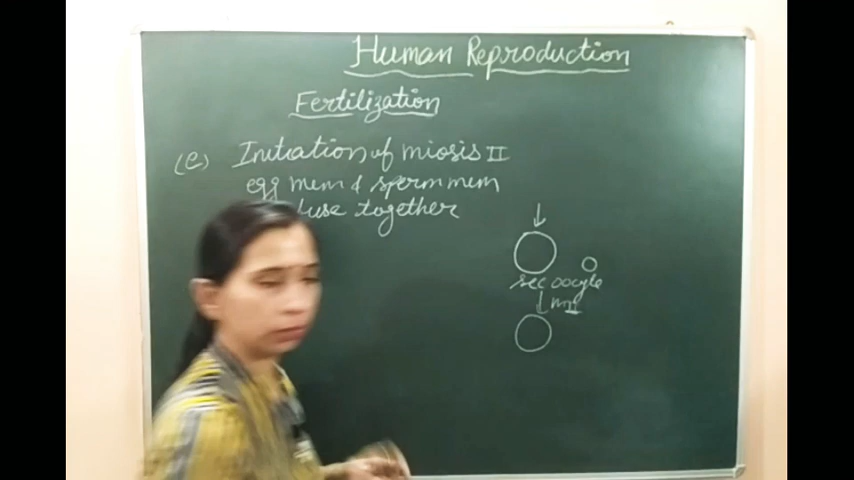 Human Reproduction
Fertilization
(e) Initiation of miosis II
egg mem & sperm mem
fuse together
sec oocyte